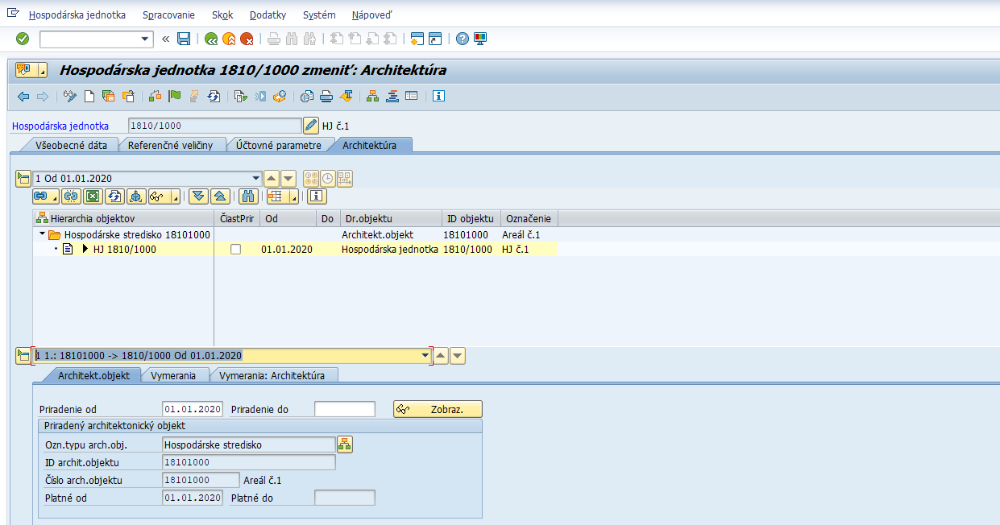 Hospodárska jednotka Spracovanie Skok Dodatky Systém Nápoveď
Hospodárska jednotka 1810/1000 zmeniť: Architektúra
Hospodárska jednotka 1810/1000 HJ č.1
Všeobecné dáta Referenčné veličiny Účtovné parametre Architektúra
1 Od 01.01.2020
Hierarchia objektov ČiastPrir Od Do Dr.objektu ID objektu Označenie
Hospodárske stredisko 18101000 Architekt.objekt 18101000 Areál č.1
HJ 1810/1000 01.01.2020 Hospodárska jednotka 1810/1000 HJ č.1
1 1.: 18101000 -> 1810/1000 Od 01.01.2020
Architekt.objekt Vymerania Vymerania: Architektúra
Priradenie od 01.01.2020 Priradenie do Zobraz.
Priradený architektonický objekt
Ozn.typu arch.obj. Hospodárske stredisko
ID archit.objektu 18101000
Číslo arch.objektu 18101000 Areál č.1
Platné od 01.01.2020 Platné do